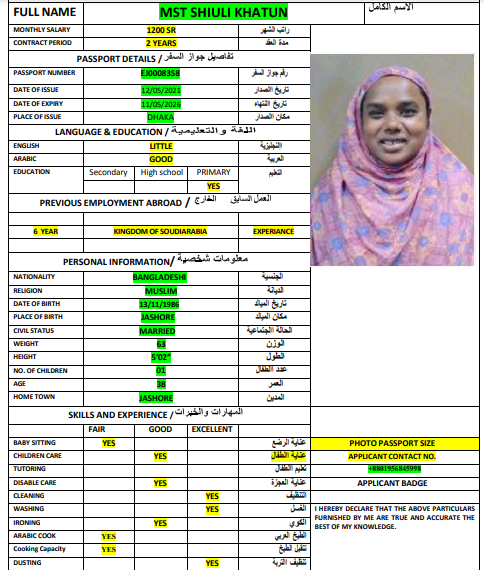 FULL NAME MST SHIULI KHATUN الاسم الكامل
MONTHLY SALARY 1200 SR راتب الشهر
CONTRACT PERIOD 2 YEARS مدة العقد
PASSPORT DETAILS / تفاصيل جواز السفر
PASSPORT NUMBER EJ0008358 رقم جواز السفر
DATE OF ISSUE 12/05/2021 تاريخ الصدار
DATE OF EXPIRY 11/05/2026 تاريخ النتهاء
PLACE OF ISSUE DHAKA مكان الصدار
LANGUAGE & EDUCATION / اللغة والتعليمية
ENGLISH LITTLE النجليزية
ARABIC GOOD العربية
EDUCATION Secondary High school PRIMARY لتعليم
YES
PREVIOUS EMPLOYMENT ABROAD / العمل السابق الخارج
6 YEAR KINGDOM OF SOUDIARABIA EXPERIANCE
PERSONAL INFORMATION/ معلومات شخصية
NATIONALITY BANGLADESHI الجنسية
RELIGION MUSLIM الديانة
DATE OF BIRTH 13/11/1986 تاريخ الميلاد
PLACE OF BIRTH JASHORE مكان الميلاد
CIVIL STATUS MARRIED الحالة الاجتماعية
WEIGHT 63 الوزن
HEIGHT 5'02" الطول
NO. OF CHILDREN 01 عدد الطفال
AGE 38 العمر
HOME TOWN JASHORE المدين
SKILLS AND EXPERIENCE / المهارات والخبرات
FAIR GOOD EXCELLENT
BABY SITTING YES عناية الرضع
CHILDREN CARE YES عناية الطفال
TUTORING تعليم الطفال
DISABLE CARE YES عناية العجزة
CLEANING YES التنظيف
WASHING YES الغسل
IRONING YES الكوي
ARABIC COOK YES الطبخ العربي
Cooking Capacity YES تتقبل الطبخ
DUSTING YES تنظيف التربة
PHOTO PASSPORT SIZE
APPLICANT CONTACT NO.
+8801956845998
APPLICANT BADGE
I HEREBY DECLARE THAT THE ABOVE PARTICULARS
FURNISHED BY ME ARE TRUE AND ACCURATE THE
BEST OF MY KNOWLEDGE.